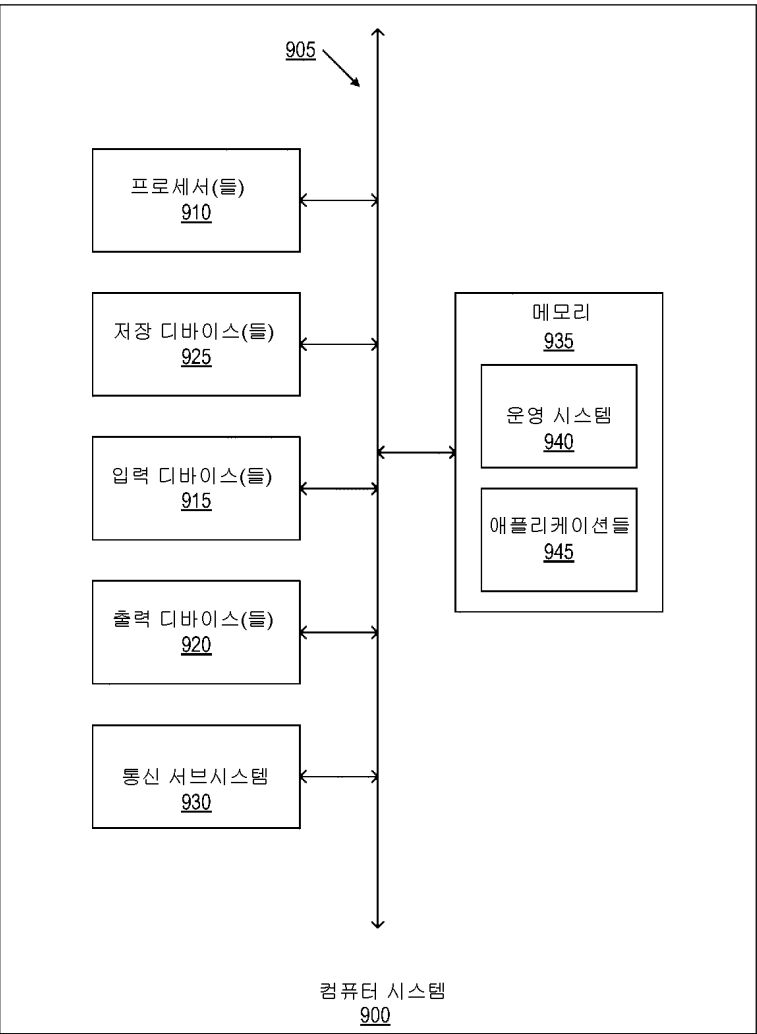 905
프로세서(들)
910
저장 디바이스(들)
925
입력 디바이스(들)
915
출력 디바이스(들)
920
통신 서브시스템
930
메모리
935
운영 시스템
940
애플리케이션들
945
컴퓨터 시스템
900